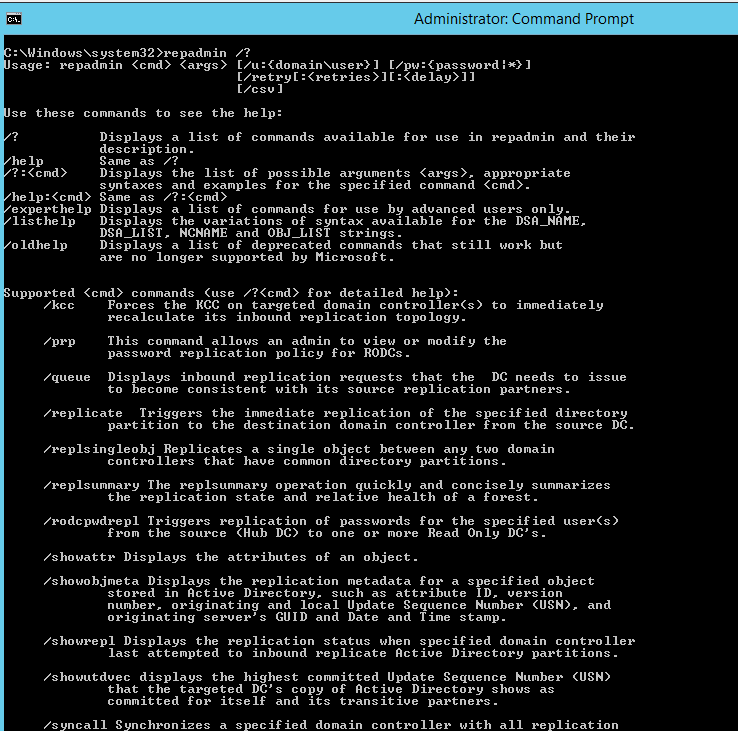 Administrator: Command Prompt
C:\Windows\system32>repadmin /?
Usage: repadmin <cmd> <args> [/u:{domain\user}] [/pw:{password|*}]
[/retry[:<retries>][:<delay>]]
[/csv]
Use these commands to see the help:
/? Displays a list of commands available for use in repadmin and their
description.
/help Same as /?
/?:<cmd> Displays the list of possible arguments <args>, appropriate
syntaxes and examples for the specified command <cmd>.
/help:<cmd> Same as /?:<cmd>
/experthelp Displays a list of commands for use by advanced users only.
/listhelp Displays the variations of syntax available for the DSA_NAME,
DSA_LIST, NCNAME and OBJ_LIST strings.
/oldhelp Displays a list of deprecated commands that still work but
are no longer supported by Microsoft.
Supported <cmd> commands (use /?<cmd> for detailed help):
/kcc Forces the KCC on targeted domain controller(s) to immediately
recalculate its inbound replication topology.
/prp This command allows an admin to view or modify the
password replication policy for RODCs.
/queue Displays inbound replication requests that the DC needs to issue
to become consistent with its source replication partners.
/replicate Triggers the immediate replication of the specified directory
partition to the destination domain controller from the source DC.
/replsingleobj Replicates a single object between any two domain
controllers that have common directory partitions.
/replsummary The replsummary operation quickly and concisely summarizes
the replication state and relative health of a forest.
/rodcpwdrepl Triggers replication of passwords for the specified user(s)
from the source (Hub DC) to one or more Read Only DC's.
/showattr Displays the attributes of an object.
/showobjmeta Displays the replication metadata for a specified object
stored in Active Directory, such as attribute ID, version
number, originating and local Update Sequence Number (USN), and
originating server's GUID and Date and Time stamp.
/showrepl Displays the replication status when specified domain controller
last attempted to inbound replicate Active Directory partitions.
/showutdvec displays the highest committed Update Sequence Number (USN)
that the targeted DC's copy of Active Directory shows as
committed for itself and its transitive partners.
/syncall Synchronizes a specified domain controller with all replication